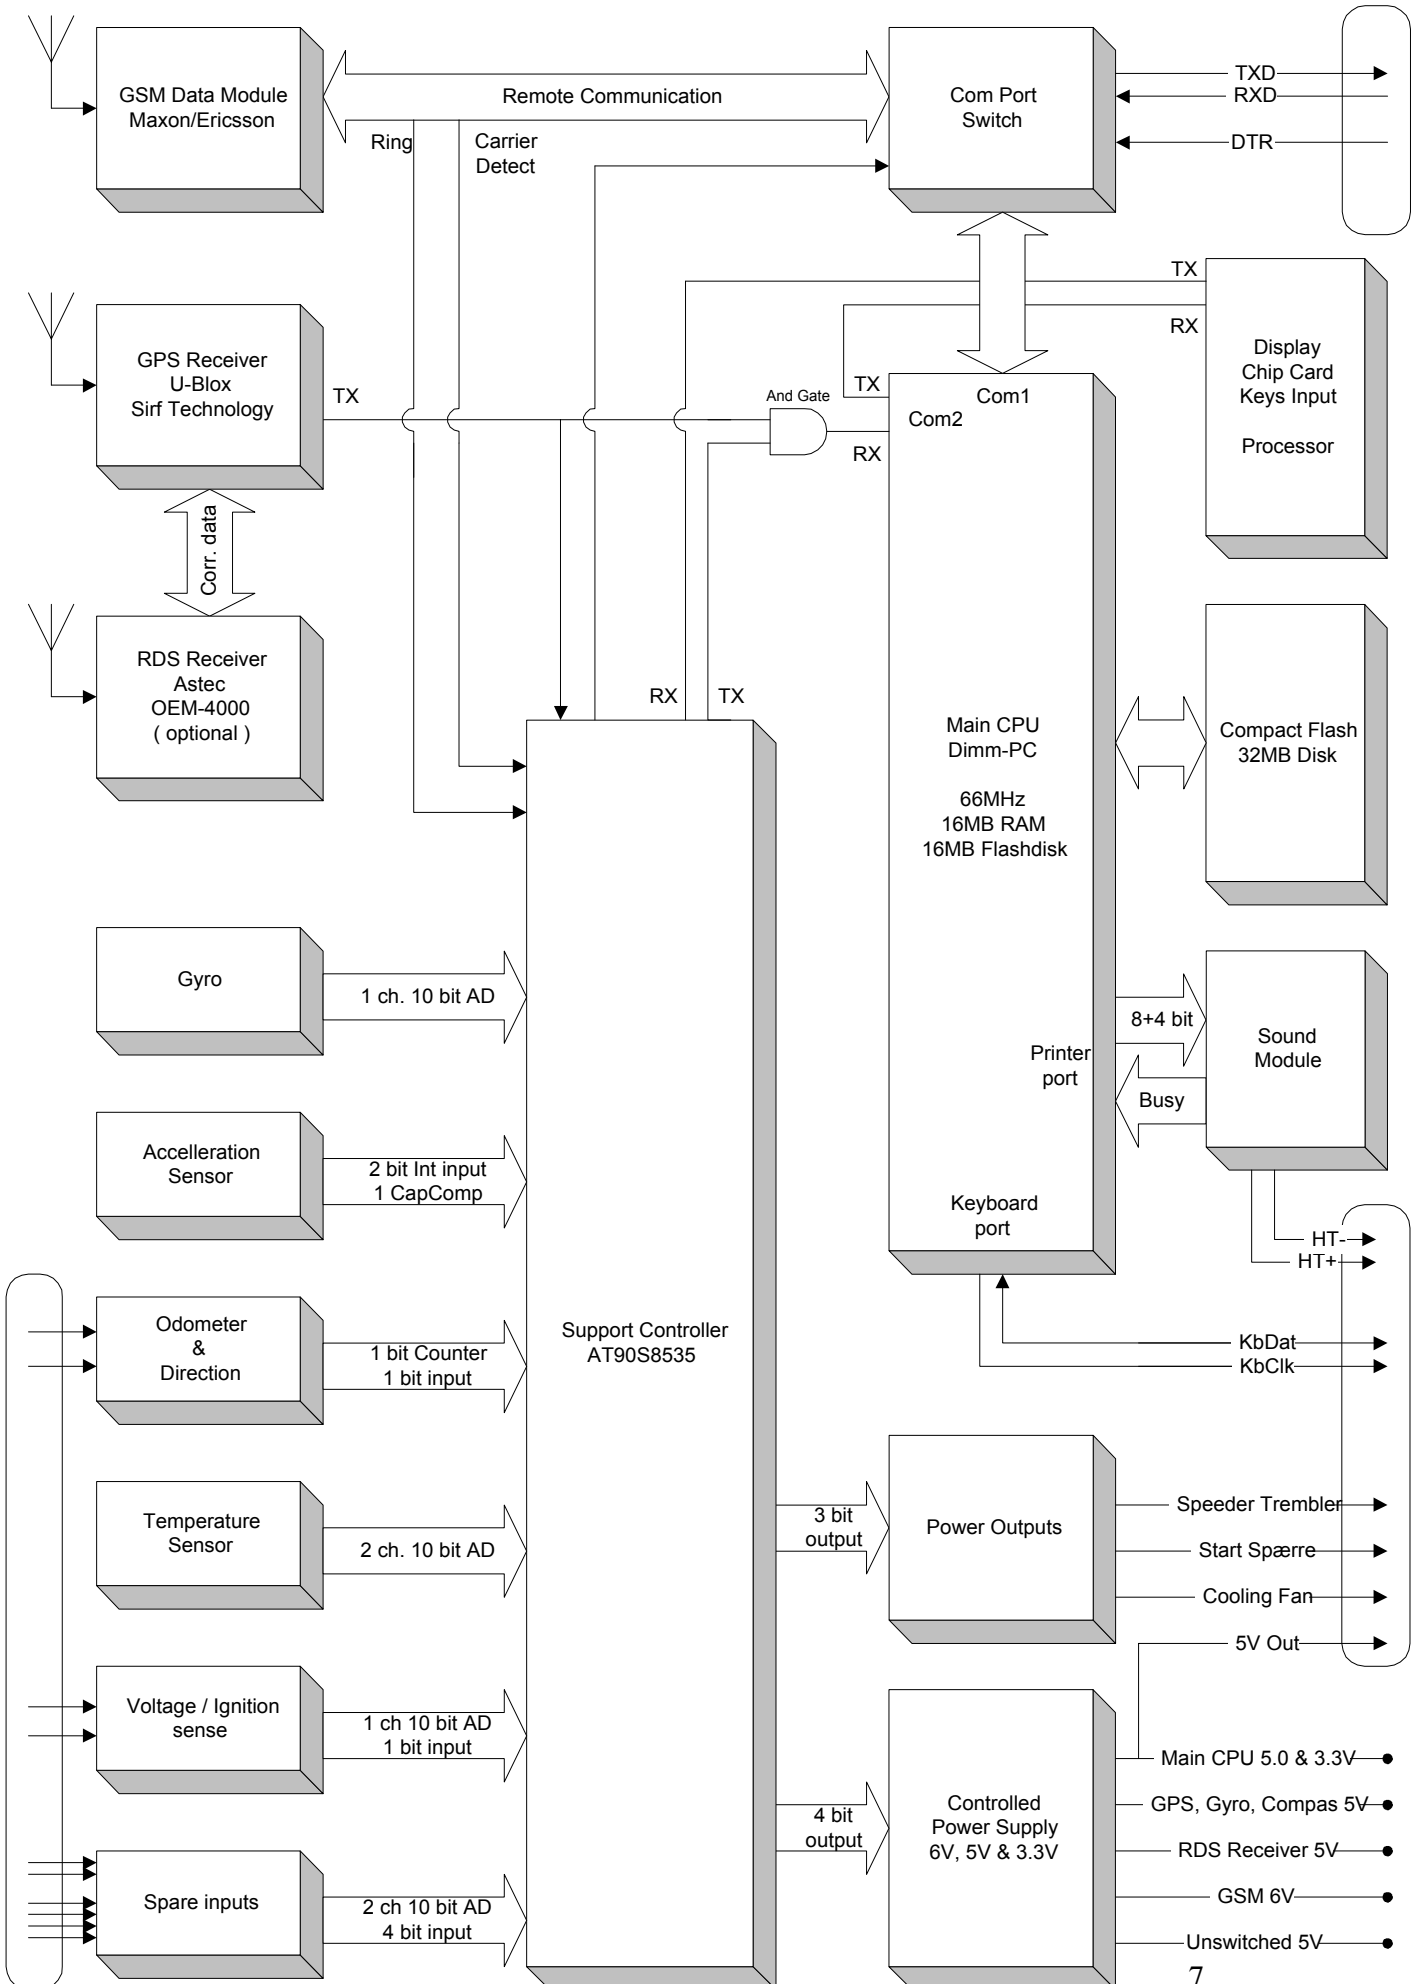 GSM Data Module
Maxon/Ericsson
Remote Communication
Ring
Carrier
Detect
Com Port
Switch
TXD
RXD
DTR
GPS Receiver
U-Blox
Sirf Technology
TX
Corr. data
RDS Receiver
Astec
OEM-4000
( optional )
And Gate
TX
RX
Com1
Com2
TX
RX
Display
Chip Card
Keys Input
Processor
RX
TX
Main CPU
Dimm-PC
66MHz
16MB RAM
16MB Flashdisk
Compact Flash
32MB Disk
Gyro
1 ch. 10 bit AD
8+4 bit
Printer
port
Busy
Sound
Module
Accelleration
Sensor
2 bit Int input
1 CapComp
Keyboard
port
HT-
HT+
Odometer
&
Direction
1 bit Counter
1 bit input
Support Controller
AT90S8535
KbDat
KbClk
Temperature
Sensor
2 ch. 10 bit AD
3 bit
output
Power Outputs
Speeder Trembler
Start Spærre
Cooling Fan
5V Out
Voltage / Ignition
sense
1 ch 10 bit AD
1 bit input
4 bit
output
Controlled
Power Supply
6V, 5V & 3.3V
Main CPU 5.0 & 3.3V
GPS, Gyro, Compas 5V
RDS Receiver 5V
GSM 6V
Unswitched 5V
Spare inputs
2 ch 10 bit AD
4 bit input
7